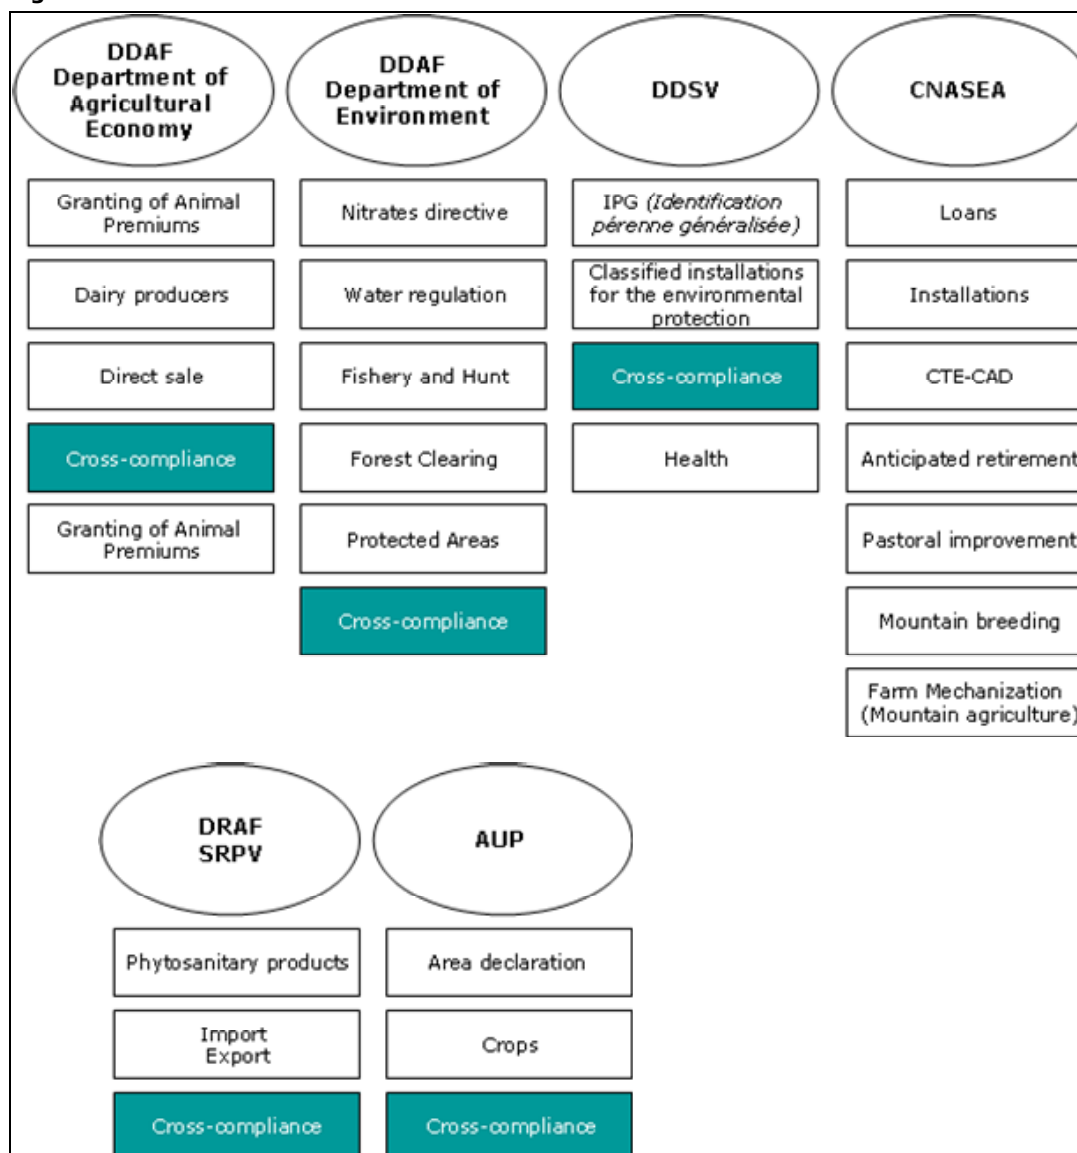 DDAF
Department of
Agricultural
Economy
Granting of Animal
Premiums
Dairy producers
Direct sale
Cross-compliance
Granting of Animal
Premiums
DDAF
Department of
Environment
Nitrates directive
Water regulation
Fishery and Hunt
Forest Clearing
Protected Areas
Cross-compliance
DDSV
IPG (Identification
pérenne généralisée)
Classified installations
for the environmental
protection
Cross-compliance
Health
CNASEA
Loans
Installations
CTE-CAD
Anticipated retirement
Pastoral improvement
Mountain breeding
Farm Mechanization
(Mountain agriculture)
DRAF
SRPV
Phytosanitary products
Import
Export
Cross-compliance
AUP
Area declaration
Crops
Cross-compliance